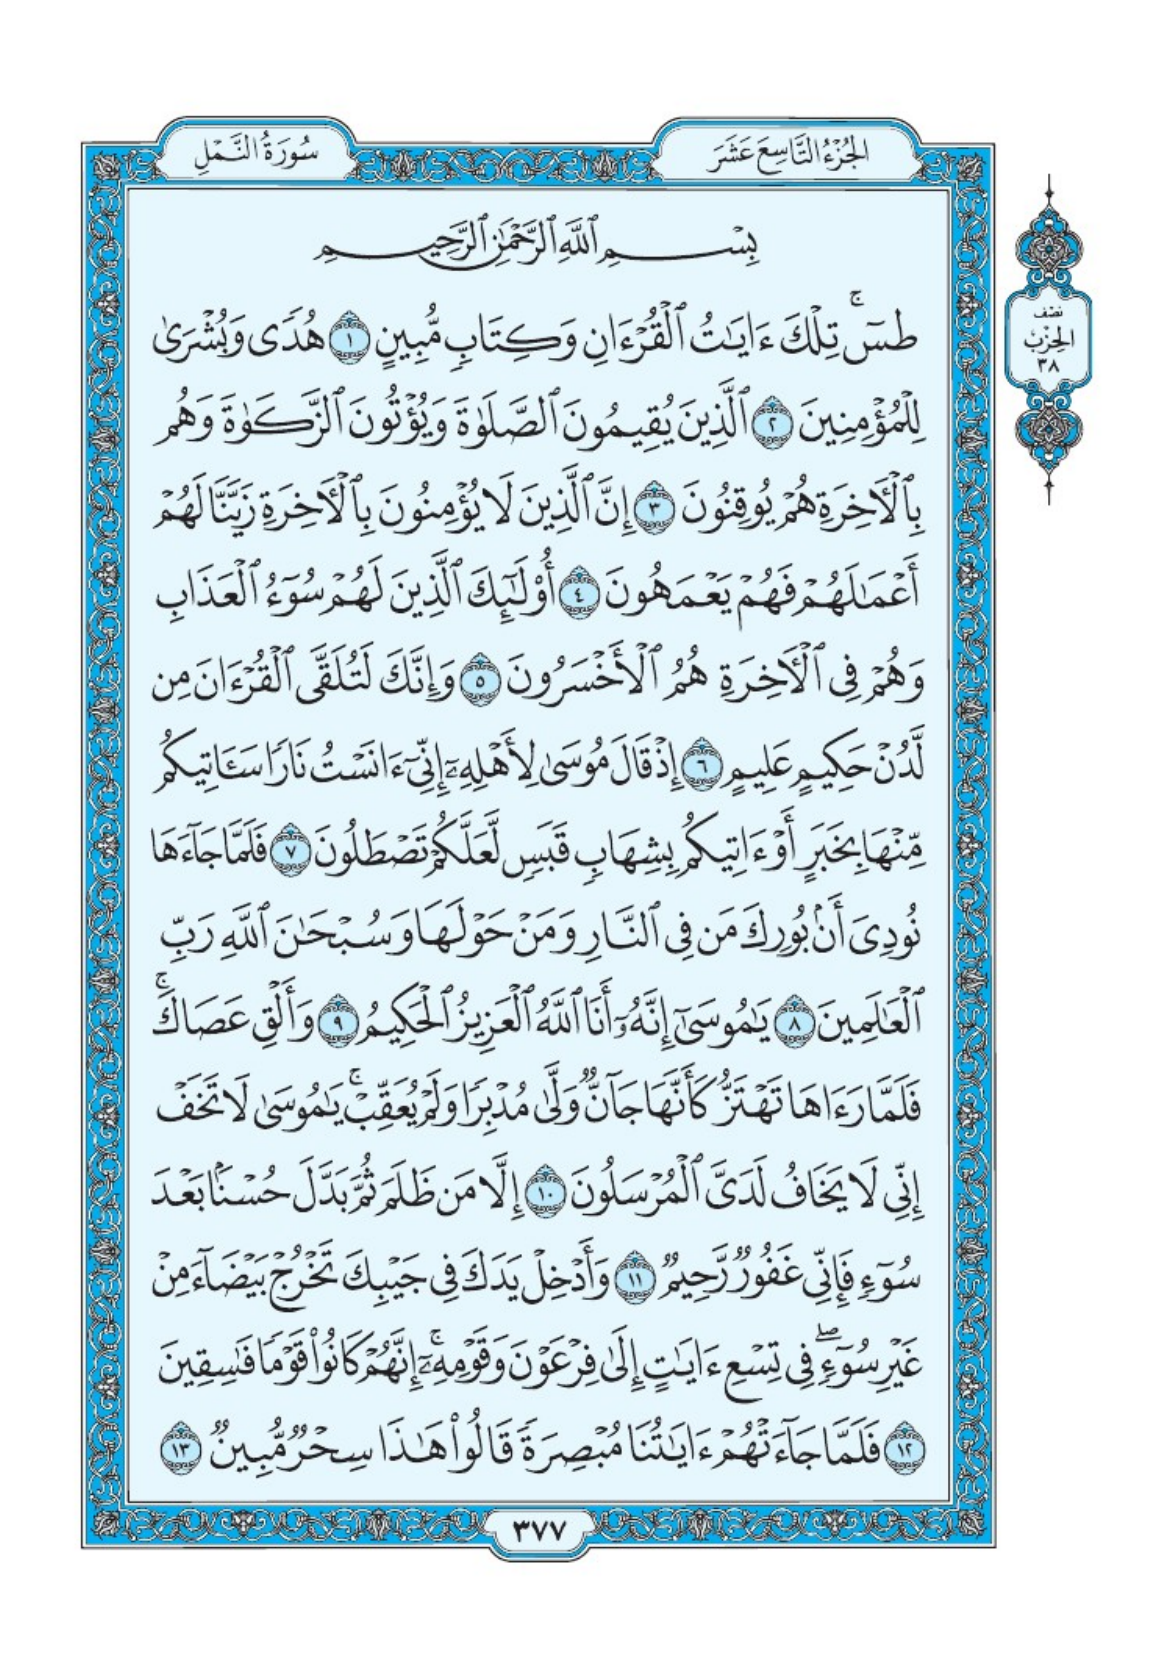 الجُزْءُ التَّاسِعَ عَشَرَ
سُورَةُ النَّمْلِ
بِسْمِ ٱللَّهِ ٱلرَّحْمَٰنِ ٱلرَّحِيمِ
طسٓۚ تِلْكَ ءَايَٰتُ ٱلْقُرْءَانِ وَكِتَابٍ مُّبِينٍ ١ هُدًى وَبُشْرَىٰ
لِلْمُؤْمِنِينَ ٢ ٱلَّذِينَ يُقِيمُونَ ٱلصَّلَوٰةَ وَيُؤْتُونَ ٱلزَّكَوٰةَ وَهُم
بِٱلْءَاخِرَةِ هُمْ يُوقِنُونَ ٣ إِنَّ ٱلَّذِينَ لَا يُؤْمِنُونَ بِٱلْءَاخِرَةِ زَيَّنَّا لَهُمْ
أَعْمَٰلَهُمْ فَهُمْ يَعْمَهُونَ ٤ أُو۟لَٰٓئِكَ ٱلَّذِينَ لَهُمْ سُوٓءُ ٱلْعَذَابِ
وَهُمْ فِى ٱلْءَاخِرَةِ هُمُ ٱلْأَخْسَرُونَ ٥ وَإِنَّكَ لَتُلَقَّى ٱلْقُرْءَانَ مِن
لَّدُنْ حَكِيمٍ عَلِيمٍ ٦ إِذْ قَالَ مُوسَىٰ لِأَهْلِهِۦٓ إِنِّىٓ ءَانَسْتُ نَارًا سَـَٔاتِيكُم
مِّنْهَا بِخَبَرٍ أَوْ ءَاتِيكُم بِشِهَابٍ قَبَسٍ لَّعَلَّكُمْ تَصْطَلُونَ ٧ فَلَمَّا جَآءَهَا
نُودِىَ أَنۢ بُورِكَ مَن فِى ٱلنَّارِ وَمَنْ حَوْلَهَا وَسُبْحَٰنَ ٱللَّهِ رَبِّ
ٱلْعَٰلَمِينَ ٨ يَٰمُوسَىٰٓ إِنَّهُۥٓ أَنَا ٱللَّهُ ٱلْعَزِيزُ ٱلْحَكِيمُ ٩ وَأَلْقِ عَصَاكَۚ
فَلَمَّا رَءَاهَا تَهْتَزُّ كَأَنَّهَا جَآنٌّ وَلَّىٰ مُدْبِرًا وَلَمْ يُعَقِّبْۚ يَٰمُوسَىٰ لَا تَخَفْ
إِنِّى لَا يَخَافُ لَدَىَّ ٱلْمُرْسَلُونَ ١٠ إِلَّا مَن ظَلَمَ ثُمَّ بَدَّلَ حُسْنًۢا بَعْدَ
سُوٓءٍ فَإِنِّى غَفُورٌ رَّحِيمٌ ١١ وَأَدْخِلْ يَدَكَ فِى جَيْبِكَ تَخْرُجْ بَيْضَآءَ مِنْ
غَيْرِ سُوٓءٍۖ فِى تِسْعِ ءَايَٰتٍ إِلَىٰ فِرْعَوْنَ وَقَوْمِهِۦٓۚ إِنَّهُمْ كَانُوا۟ قَوْمًا فَٰسِقِينَ
١٢ فَلَمَّا جَآءَتْهُمْ ءَايَٰتُنَا مُبْصِرَةً قَالُوا۟ هَٰذَا سِحْرٌ مُّبِينٌ ١٣
نصف
الحِزْب
٣٨
٣٧٧